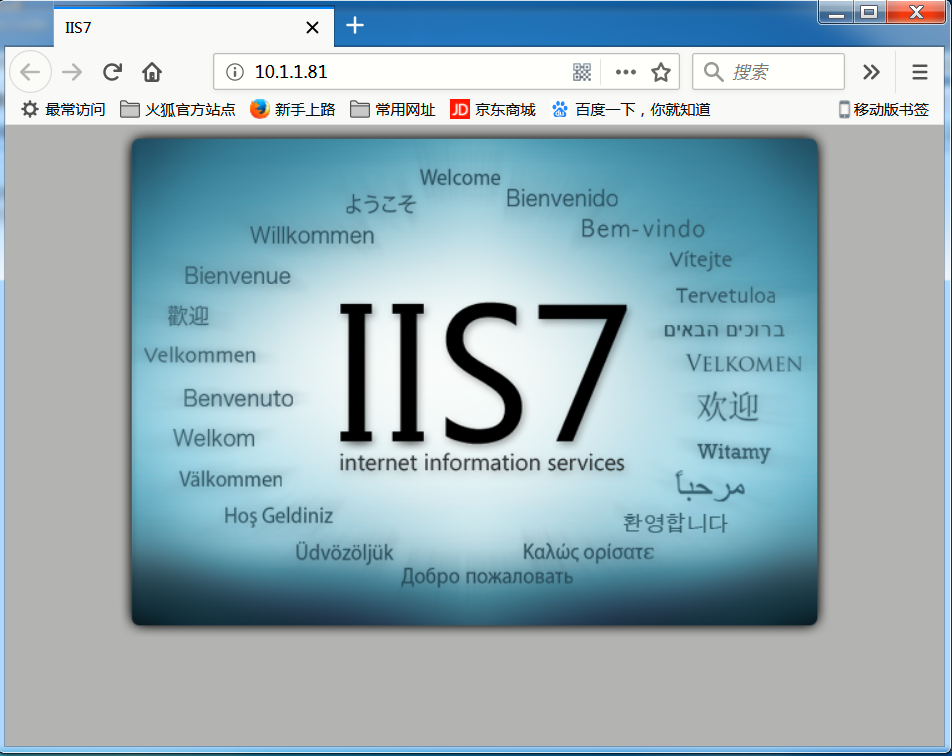 IIS7
10.1.1.81
搜索
最常访问 火狐官方站点 新手上路 常用网址 JD 京东商城 百度一下，你就知道 移动版书签
Welcome
ようこそ
Bienvenido
Willkommen
Bem-vindo
Vítejte
Bienvenue
Tervetuloa
歡迎
ברוכים הבאים
Velkommen
VELKOMEN
Benvenuto
欢迎
Welkom
Witamy
IIS7
internet information services
Välkommen
مرحبأ
Hoş Geldiniz
환영합니다
Üdvözöljük
Καλώς ορίσατε
Добро пожаловать